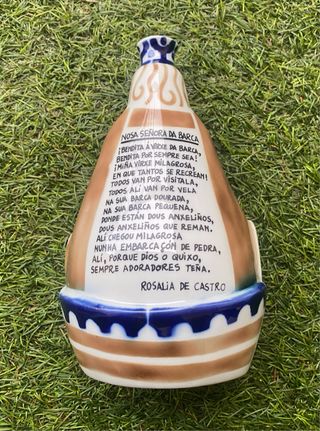 NOSA SEÑORA DA BARCA
¡BENDITA Á VIRXE DA BARCA,
BENDITA POR SEMPRE SEA!
¡MIÑA VIRXE MILAGROSA,
EN QUE TANTOS SE RECREAN!
TODOS VAN POR VISITALA,
TODOS ALÍ VAN POR VELA
NA SUA BARCA DOURADA,
NA SUA BARCA PEQUENA,
DONDE ESTÁN DOUS ANXELIÑOS,
DOUS ANXELIÑOS QUE REMAN.
ALÍ CHEGOU MILAGROSA
NUNHA EMBARCAÇÓN DE PEDRA,
ALÍ, PORQUE DIOS O QUIXO,
SEMPRE ADORADORES TEÑA.
ROSALIA DE CASTRO